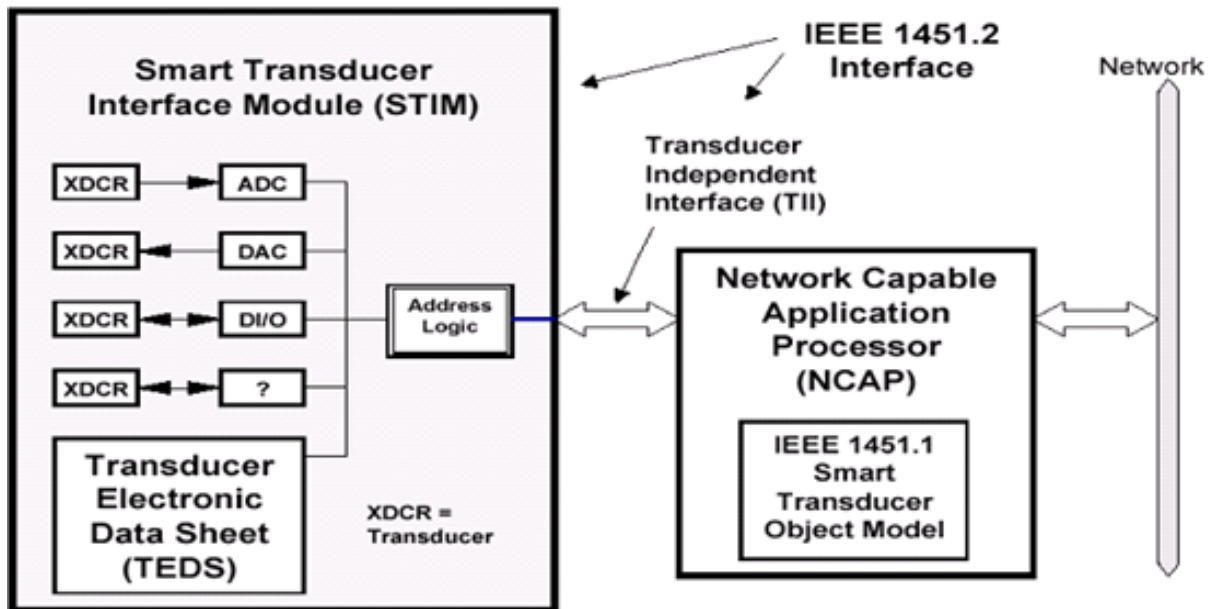 Smart Transducer
Interface Module (STIM)
XDCR
ADC
XDCR
DAC
XDCR
DI/O
XDCR
?
Transducer
Electronic
Data Sheet
(TEDS)
XDCR =
Transducer
Address
Logic
IEEE 1451.2
Interface
Transducer
Independent
Interface (TII)
Network Capable
Application
Processor
(NCAP)
IEEE 1451.1
Smart
Transducer
Object Model
Network